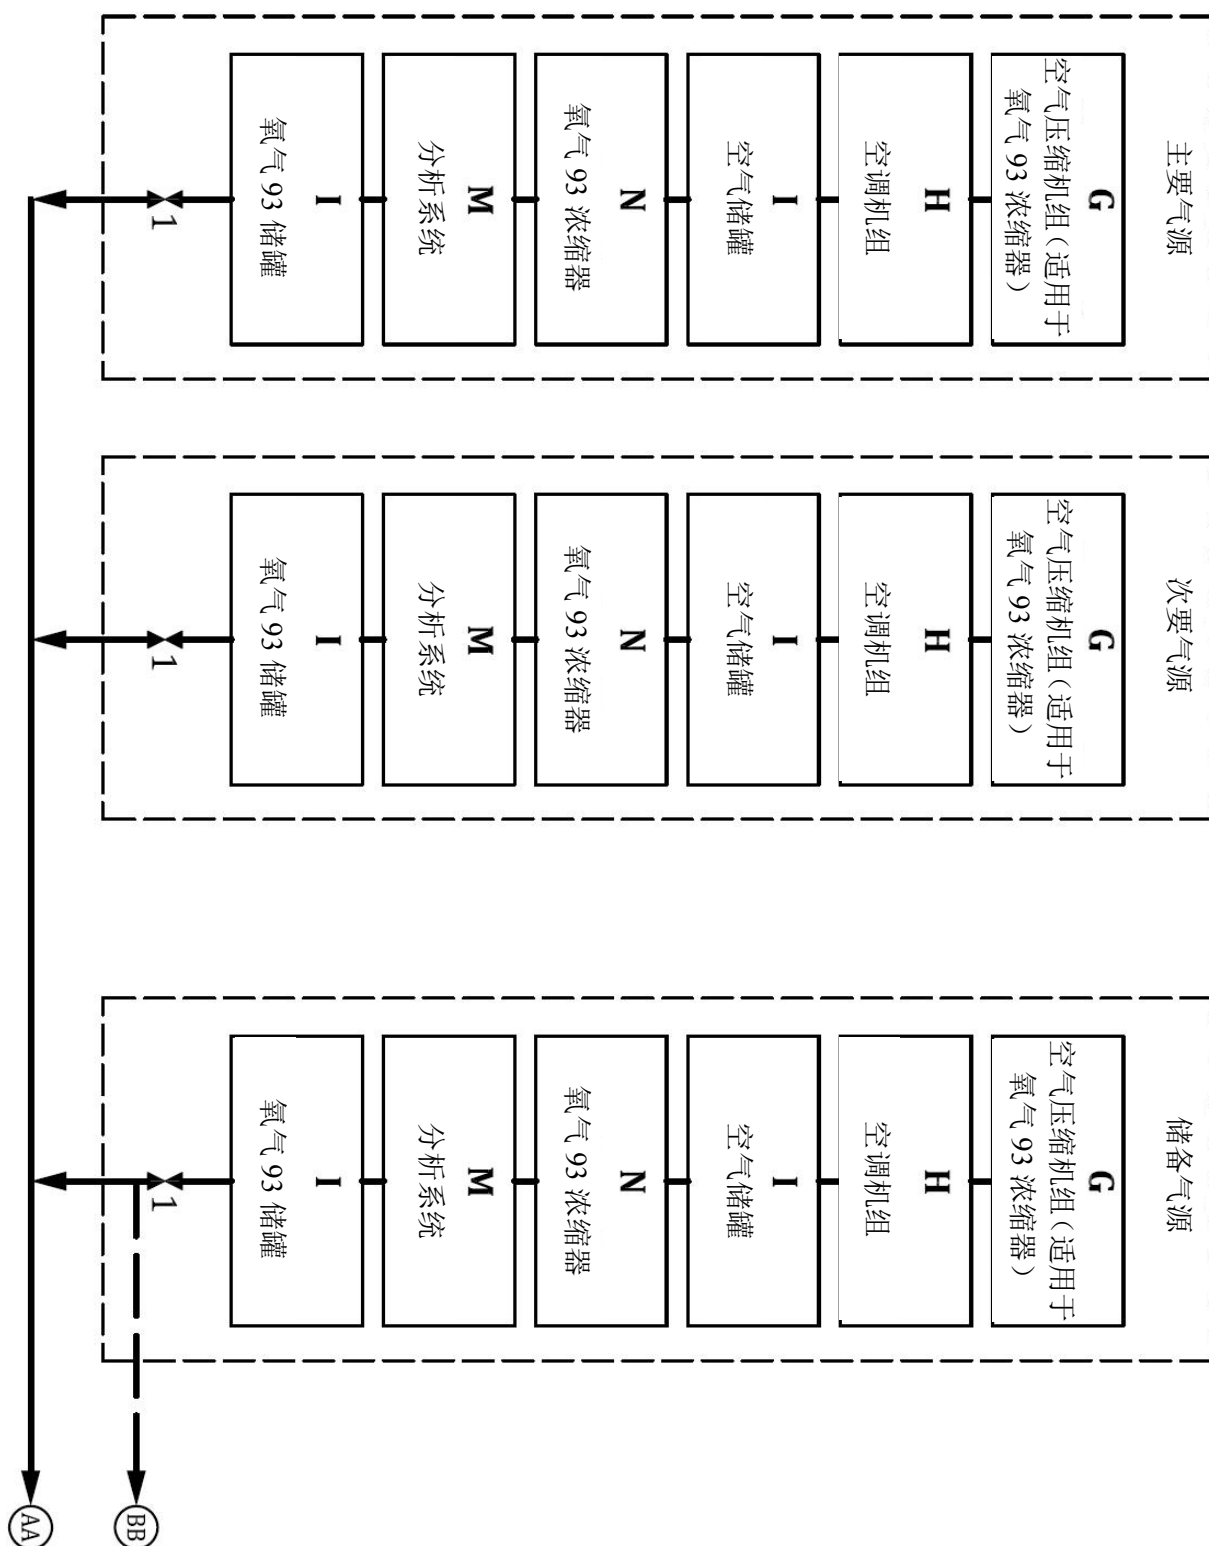 主要气源
G
空气压缩机组（适用于
氧气 93 浓缩器）
H
空调机组
I
空气储罐
N
氧气 93 浓缩器
M
分析系统
I
氧气 93 储罐
1
次要气源
G
空气压缩机组（适用于
氧气 93 浓缩器）
H
空调机组
I
空气储罐
N
氧气 93 浓缩器
M
分析系统
I
氧气 93 储罐
1
储备气源
G
空气压缩机组（适用于
氧气 93 浓缩器）
H
空调机组
I
空气储罐
N
氧气 93 浓缩器
M
分析系统
I
氧气 93 储罐
1
BB
AA